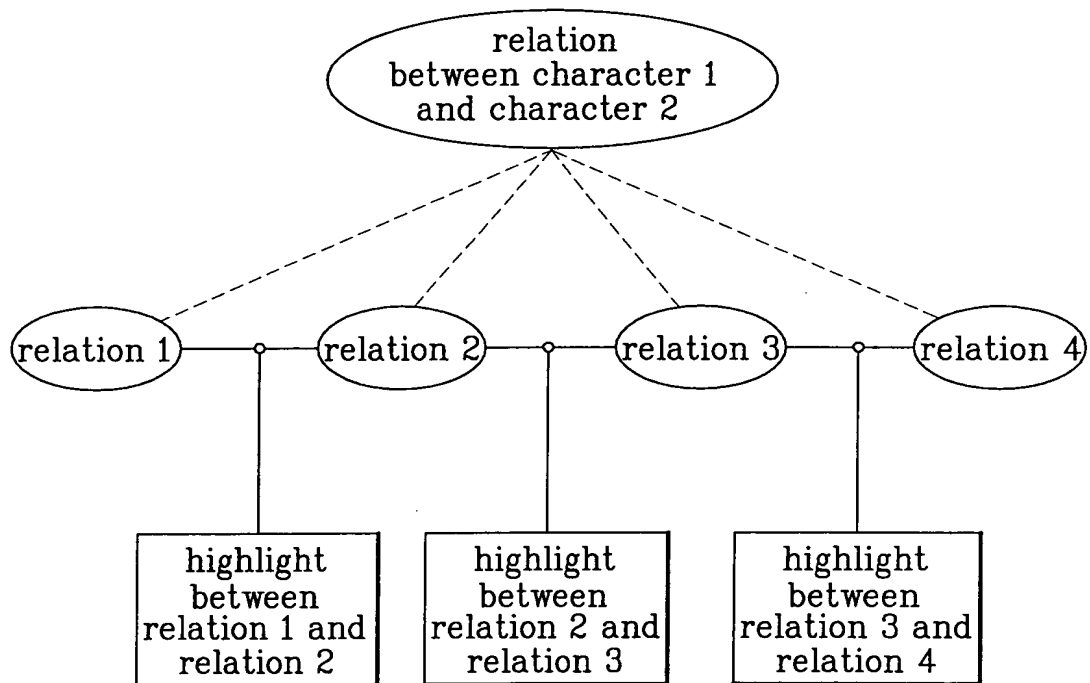 relation
between character 1
and character 2
relation 1
relation 2
relation 3
relation 4
highlight
between
relation 1 and
relation 2
highlight
between
relation 2 and
relation 3
highlight
between
relation 3 and
relation 4